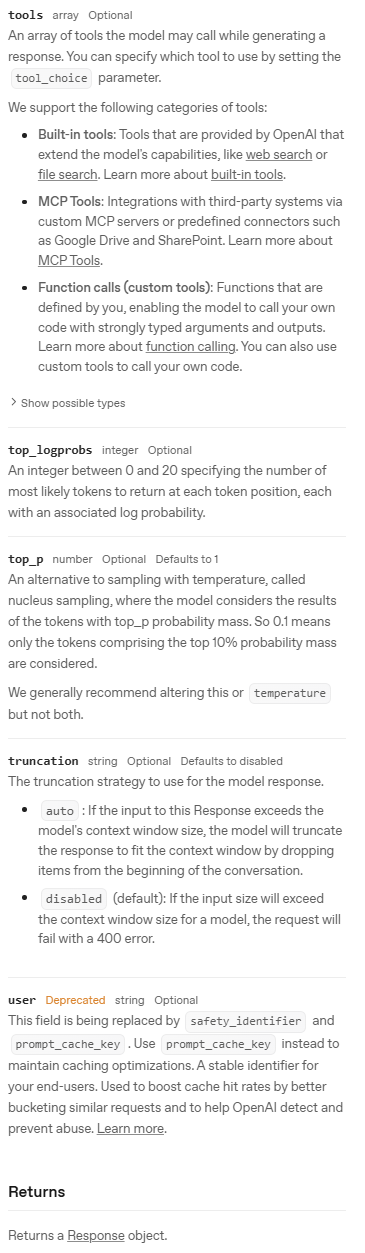 tools array Optional
An array of tools the model may call while generating a
response. You can specify which tool to use by setting the
tool_choice parameter.
We support the following categories of tools:
• Built-in tools: Tools that are provided by OpenAI that
extend the model's capabilities, like web search or
file search. Learn more about built-in tools.
• MCP Tools: Integrations with third-party systems via
custom MCP servers or predefined connectors such
as Google Drive and SharePoint. Learn more about
MCP Tools.
• Function calls (custom tools): Functions that are
defined by you, enabling the model to call your own
code with strongly typed arguments and outputs.
Learn more about function calling. You can also use
custom tools to call your own code.
Show possible types
top_logprobs integer Optional
An integer between 0 and 20 specifying the number of
most likely tokens to return at each token position, each
with an associated log probability.
top_p number Optional Defaults to 1
An alternative to sampling with temperature, called
nucleus sampling, where the model considers the results
of the tokens with top_p probability mass. So 0.1 means
only the tokens comprising the top 10% probability mass
are considered.
We generally recommend altering this or temperature
but not both.
truncation string Optional Defaults to disabled
The truncation strategy to use for the model response.
• auto : If the input to this Response exceeds the
model's context window size, the model will truncate
the response to fit the context window by dropping
items from the beginning of the conversation.
• disabled (default): If the input size will exceed
the context window size for a model, the request will
fail with a 400 error.
user Deprecated string Optional
This field is being replaced by safety_identifier and
prompt_cache_key . Use prompt_cache_key instead to
maintain caching optimizations. A stable identifier for
your end-users. Used to boost cache hit rates by better
bucketing similar requests and to help OpenAI detect and
prevent abuse. Learn more.
Returns
Returns a Response object.